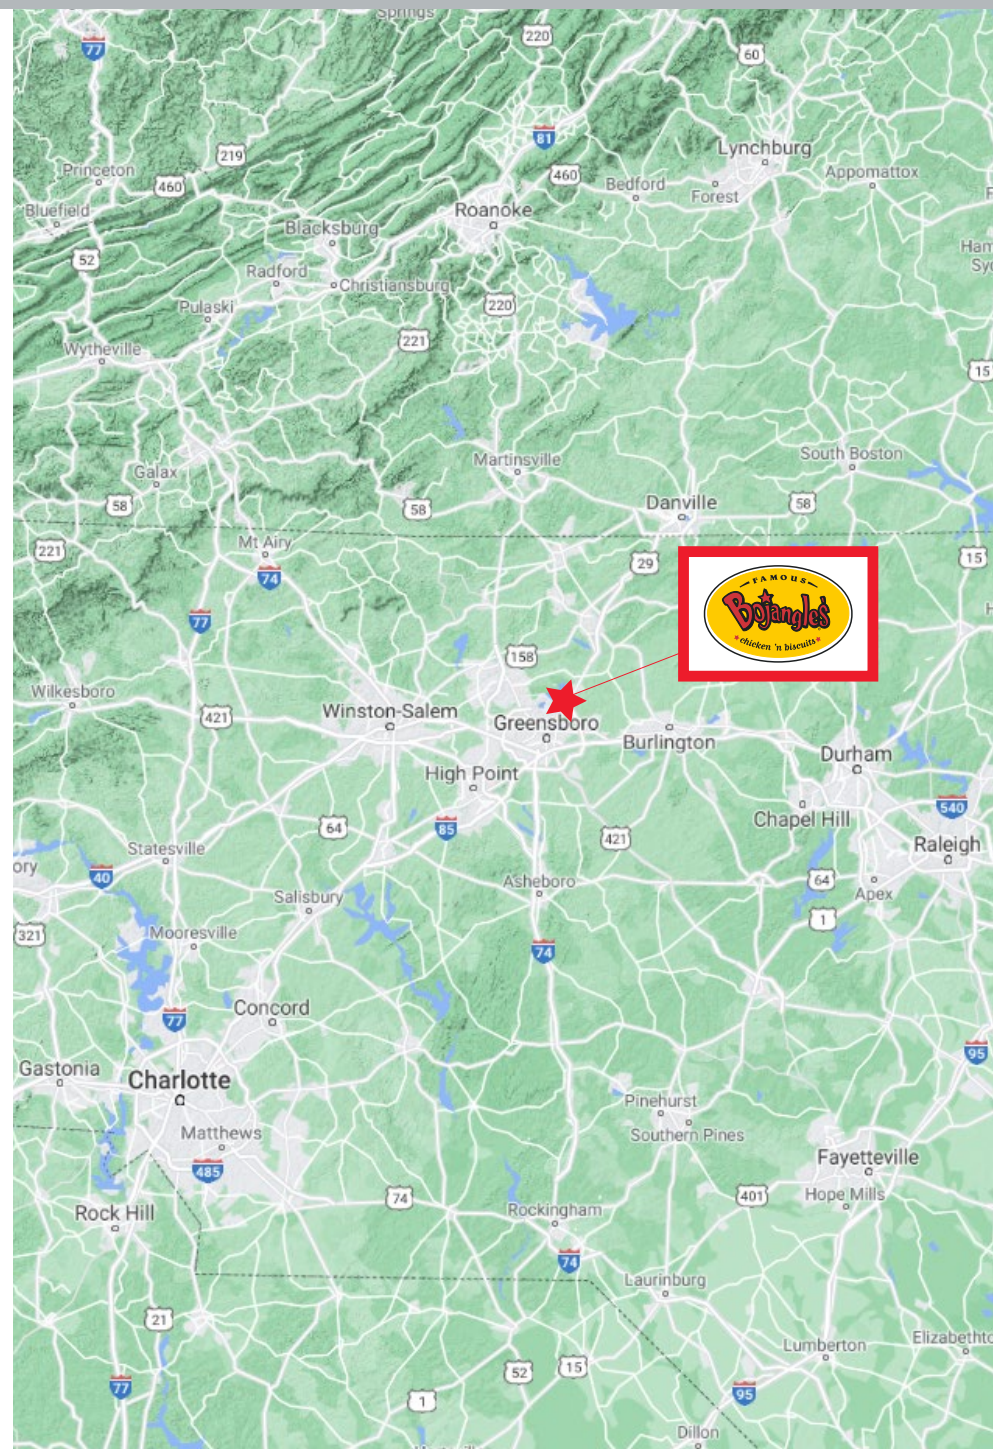 Springs
77
220
60
81
Lynchburg
219
Princeton
460
460
Bedford
Forest
Appomattox
Bluefield
Roanoke
Blacksburg
52
Radford
Christiansburg
Pulaski
220
221
Wytheville
15
Galax
Martinsville
South Boston
58
58
Danville
58
221
Mt Airy
74
29
15
FAMOUS
Bojangles'
chicken 'n biscuits
77
158
Wilkesboro
421
Winston-Salem
Greensboro
Burlington
Durham
High Point
540
Chapel Hill
64
85
421
Raleigh
Statesville
ory
40
Asheboro
64
Apex
Salisbury
1
321
Mooresville
74
Concord
77
95
Gastonia
Charlotte
Pinehurst
Southern Pines
Matthews
485
Fayetteville
74
401
Hope Mills
Rock Hill
Rockingham
74
Laurinburg
21
Lumberton
Elizabethto
52
15
77
1
95
Dillon